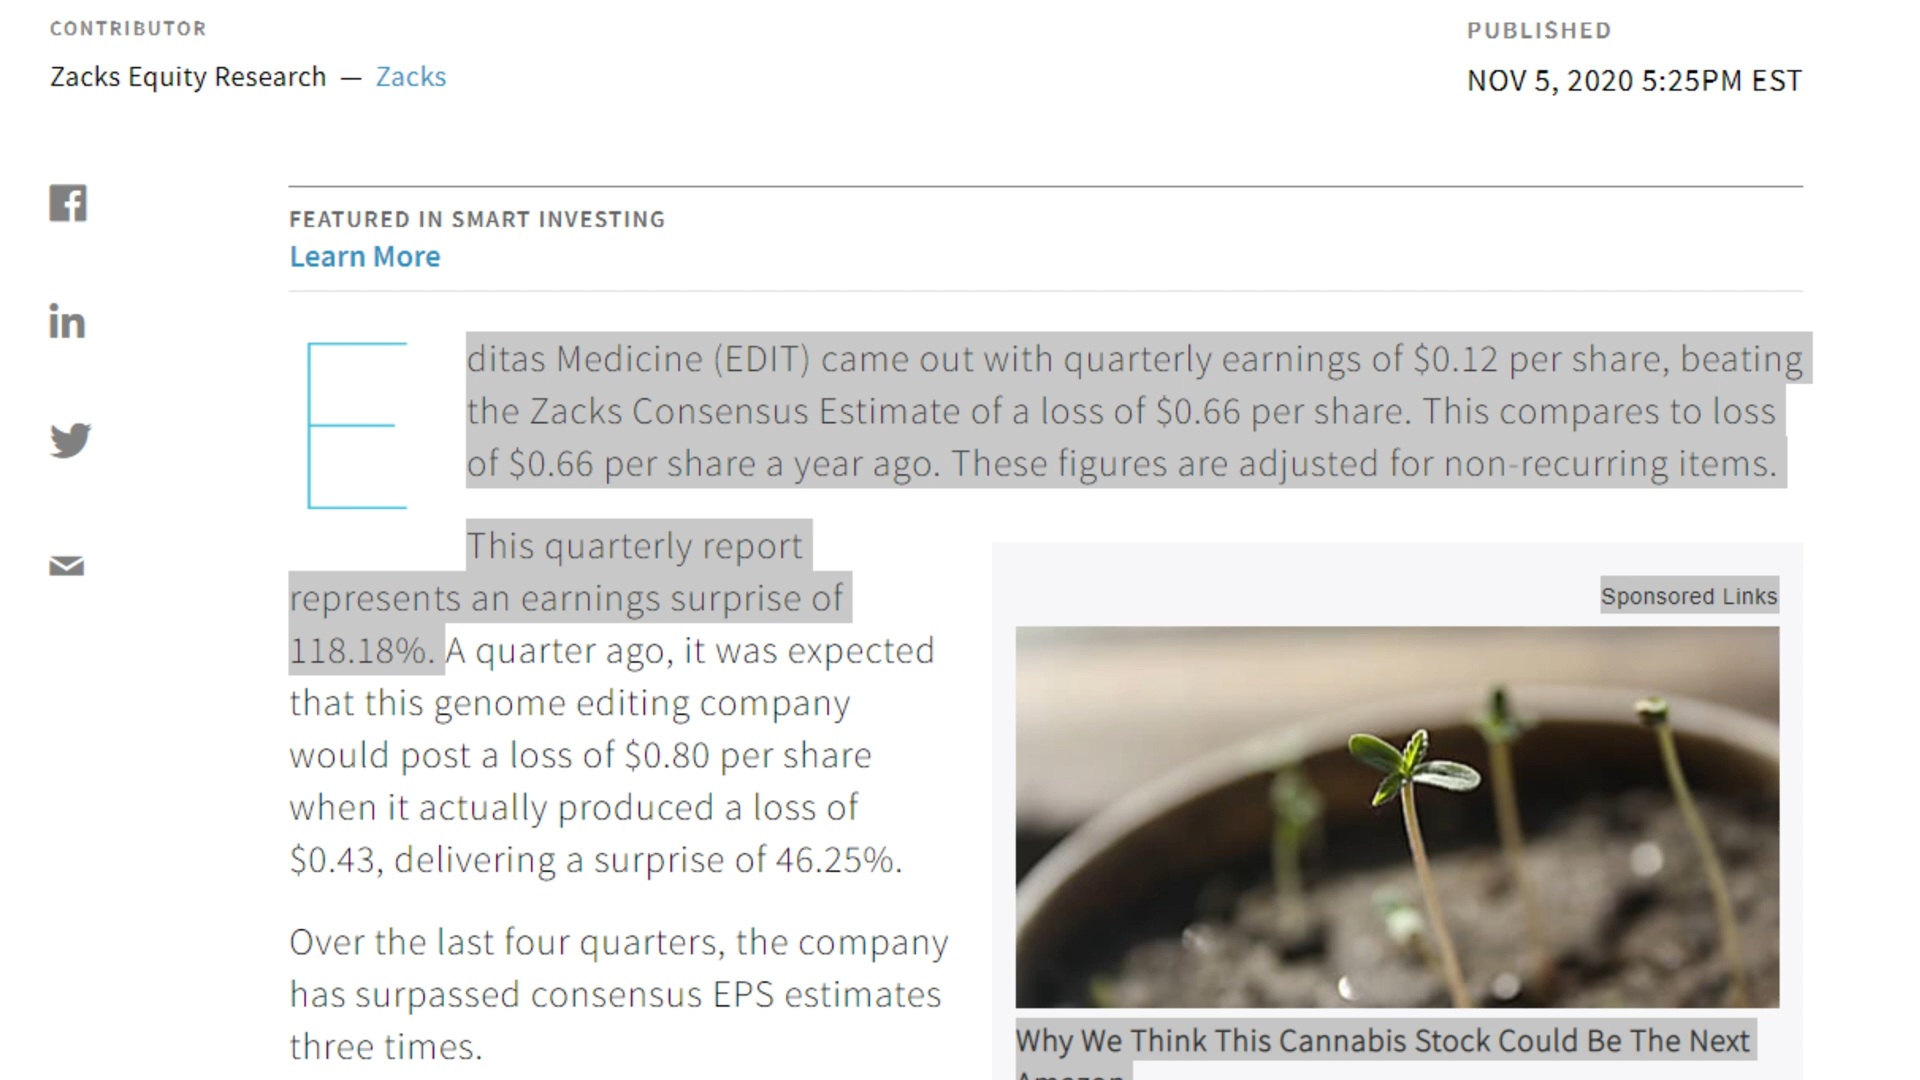 CONTRIBUTOR
Zacks Equity Research — Zacks
PUBLISHED
NOV 5, 2020 5:25PM EST
FEATURED IN SMART INVESTING
Learn More
Editas Medicine (EDIT) came out with quarterly earnings of $0.12 per share, beating
the Zacks Consensus Estimate of a loss of $0.66 per share. This compares to loss
of $0.66 per share a year ago. These figures are adjusted for non-recurring items.
This quarterly report
represents an earnings surprise of
118.18%. A quarter ago, it was expected
that this genome editing company
would post a loss of $0.80 per share
when it actually produced a loss of
$0.43, delivering a surprise of 46.25%.
Over the last four quarters, the company
has surpassed consensus EPS estimates
three times.
Sponsored Links
Why We Think This Cannabis Stock Could Be The Next
Amazon